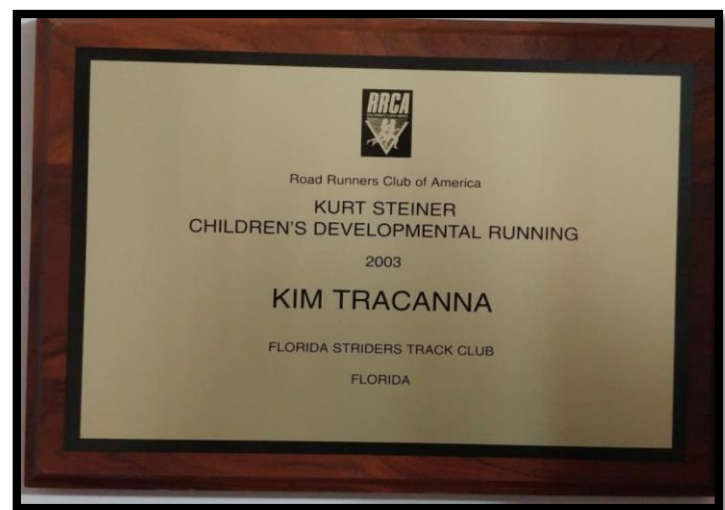 RRCA
Road Runners Club of America
KURT STEINER
CHILDREN'S DEVELOPMENTAL RUNNING
2003
KIM TRACANNA
FLORIDA STRIDERS TRACK CLUB
FLORIDA